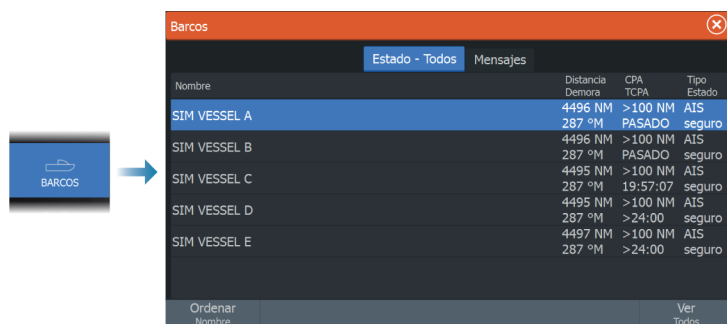 Barcos
Estado - Todos Mensajes
Nombre Distancia CPA Tipo
Demora TCPA Estado
SIM VESSEL A 4496 NM >100 NM AIS
287 °M PASADO seguro
SIM VESSEL B 4496 NM >100 NM AIS
287 °M PASADO seguro
BARCOS
SIM VESSEL C 4495 NM >100 NM AIS
287 °M 19:57:07 seguro
SIM VESSEL D 4495 NM >100 NM AIS
287 °M >24:00 seguro
SIM VESSEL E 4497 NM >100 NM AIS
287 °M >24:00 seguro
Ordenar Ver
Nombre Todos